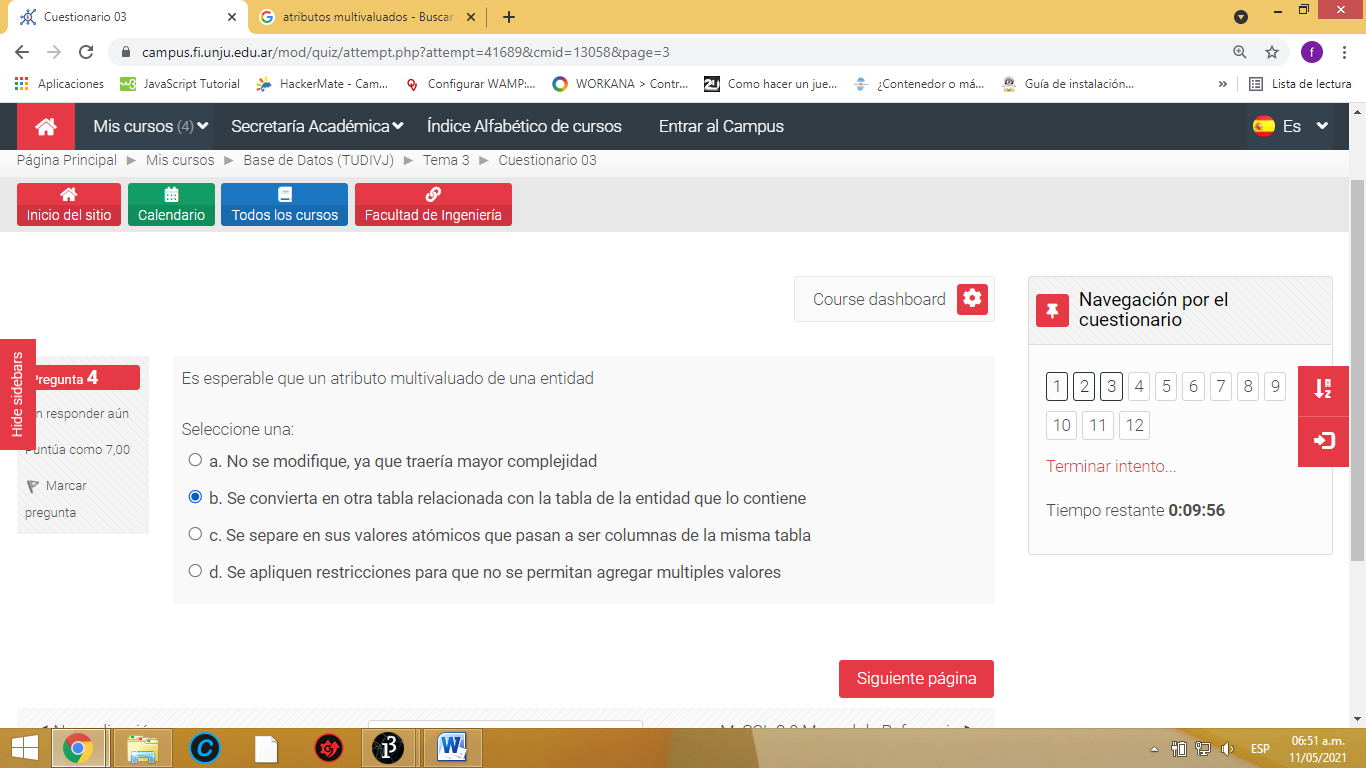 Cuestionario 03
atributos multivaluados - Buscar
campus.fi.unju.edu.ar/mod/quiz/attempt.php?attempt=41689&cmid=13058&page=3
f
Aplicaciones JavaScript Tutorial HackerMate - Cam... Configurar WAMP:... WORKANA > Contr... Como hacer un jue... ¿Contenedor o má... Guía de instalación... » Lista de lectura
Mis cursos (4) Secretaría Académica Índice Alfabético de cursos Entrar al Campus Es
Página Principal ► Mis cursos ► Base de Datos (TUDIVJ) ► Tema 3 ► Cuestionario 03
Inicio del sitio Calendario Todos los cursos Facultad de Ingeniería
Course dashboard
Navegación por el
cuestionario
Hide sidebars
Pregunta 4
n responder aún
Puntúa como 7,00
Marcar
pregunta
Es esperable que un atributo multivaluado de una entidad
Seleccione una:
a. No se modifique, ya que traería mayor complejidad
b. Se convierta en otra tabla relacionada con la tabla de la entidad que lo contiene
c. Se separe en sus valores atómicos que pasan a ser columnas de la misma tabla
d. Se apliquen restricciones para que no se permitan agregar multiples valores
1 2 3 4 5 6 7 8 9
10 11 12
Terminar intento...
Tiempo restante 0:09:56
Siguiente página
ESP
06:51 a.m.
11/05/2021